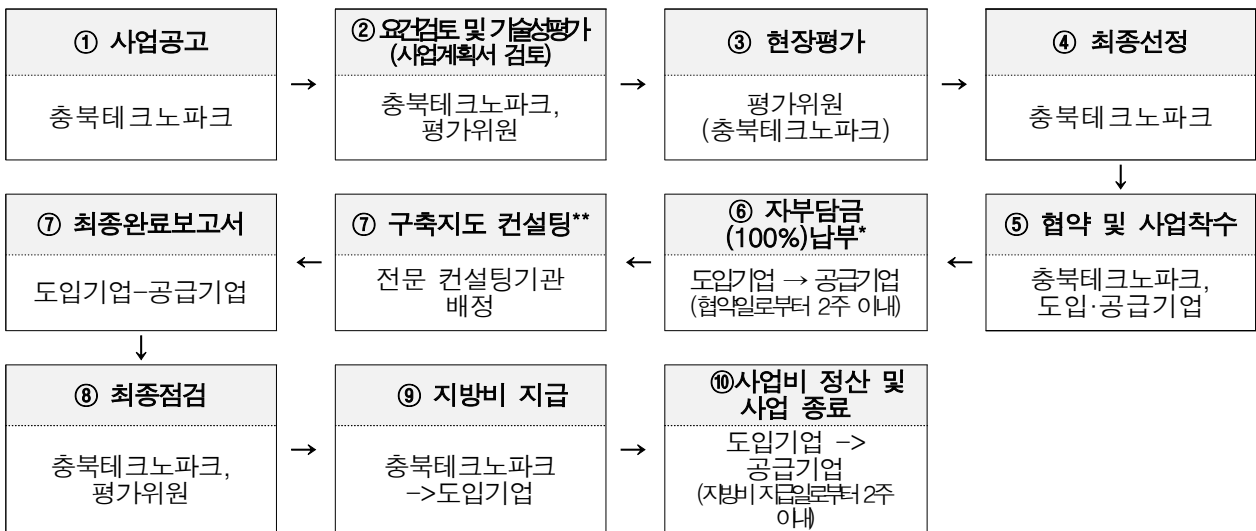 ① 사업공고
충북테크노파크
→
② 요건검토 및 기술성평가
(사업계획서 검토)
충북테크노파크,
평가위원
→
③ 현장평가
평가위원
(충북테크노파크)
→
④ 최종선정
충북테크노파크
↓
⑤ 협약 및 사업착수
충북테크노파크,
도입·공급기업
←
⑥ 자부담금
(100%)납부*
도입기업 → 공급기업
(협약일로부터 2주 이내)
←
⑦ 구축지도 컨설팅**
전문 컨설팅기관
배정
←
⑦ 최종완료보고서
도입기업-공급기업
↓
⑧ 최종점검
충북테크노파크,
평가위원
→
⑨ 지방비 지급
충북테크노파크
->도입기업
→
⑩사업비 정산 및
사업 종료
도입기업 ->
공급기업
(지방비 지급일로부터 2주
이내)